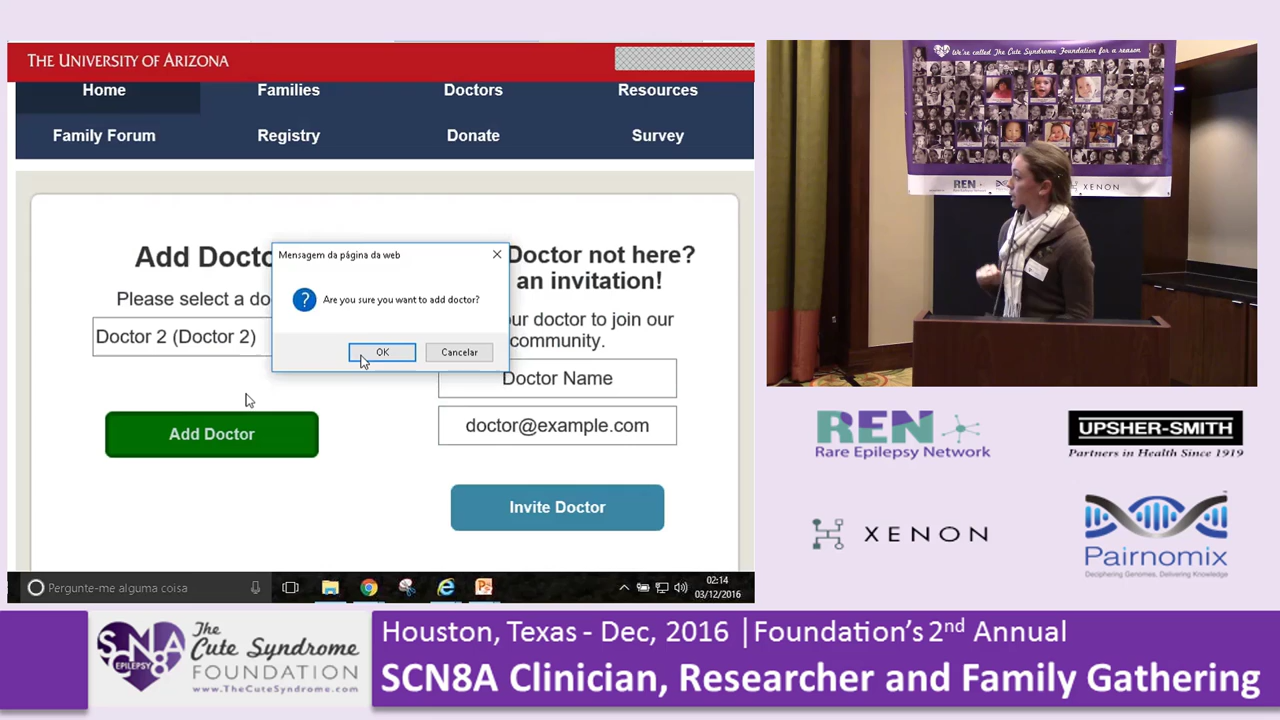 THE UNIVERSITY OF ARIZONA
Home Families Doctors Resources
Family Forum Registry Donate Survey
Add Docto
Please select a do
Doctor 2 (Doctor 2)
Add Doctor
Mensagem da página da web
Are you sure you want to add doctor?
OK Cancelar
Doctor not here?
an invitation!
our doctor to join our
community.
Doctor Name
doctor@example.com
Invite Doctor
Pergunte-me alguma coisa
02:14
03/12/2016
We're called The Cute Syndrome Foundation for a reason
REN XENON
REN
Rare Epilepsy Network
UPSHER-SMITH
Partners in Health Since 1919
XENON
Pairnomix
Deciphering Genomes, Delivering Knowledge
SCN8A
EPILEPSY
The
Cute Syndrome
FOUNDATION
www.TheCuteSyndrome.com
Houston, Texas - Dec, 2016 | Foundation's 2nd Annual
SCN8A Clinician, Researcher and Family Gathering